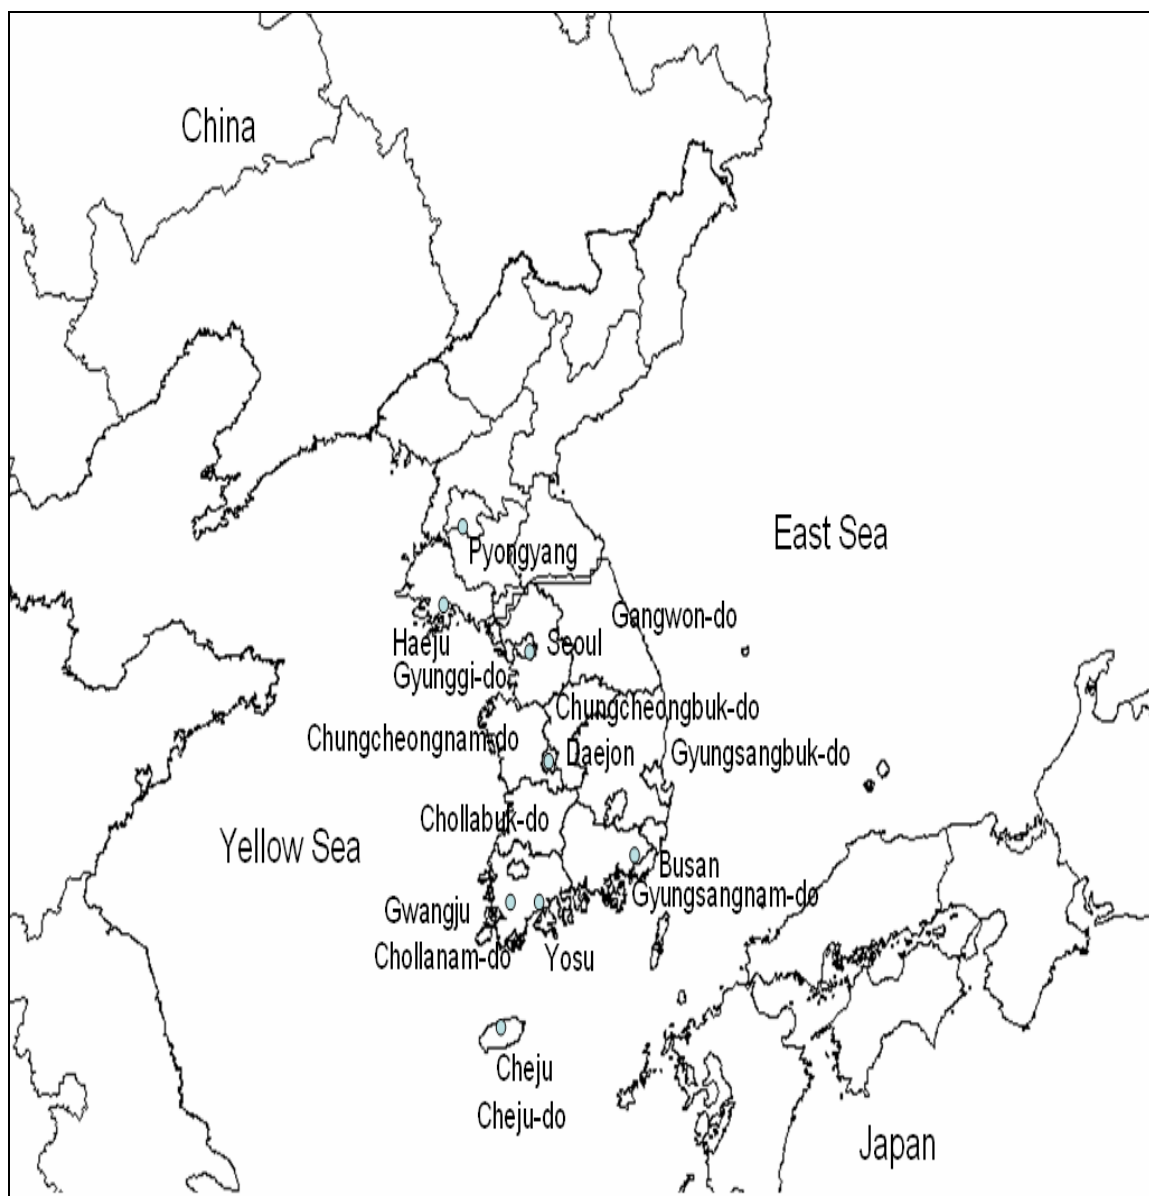 China
East Sea
Pyongyang
Gangwon-do
Haeju
Seoul
Gyunggi-do
Chungcheongbuk-do
Chungcheongnam-do
Daejon
Gyungsangbuk-do
Chollabuk-do
Yellow Sea
Busan
Gyungsangnam-do
Gwangju
Chollanam-do
Yosu
Cheju
Cheju-do
Japan